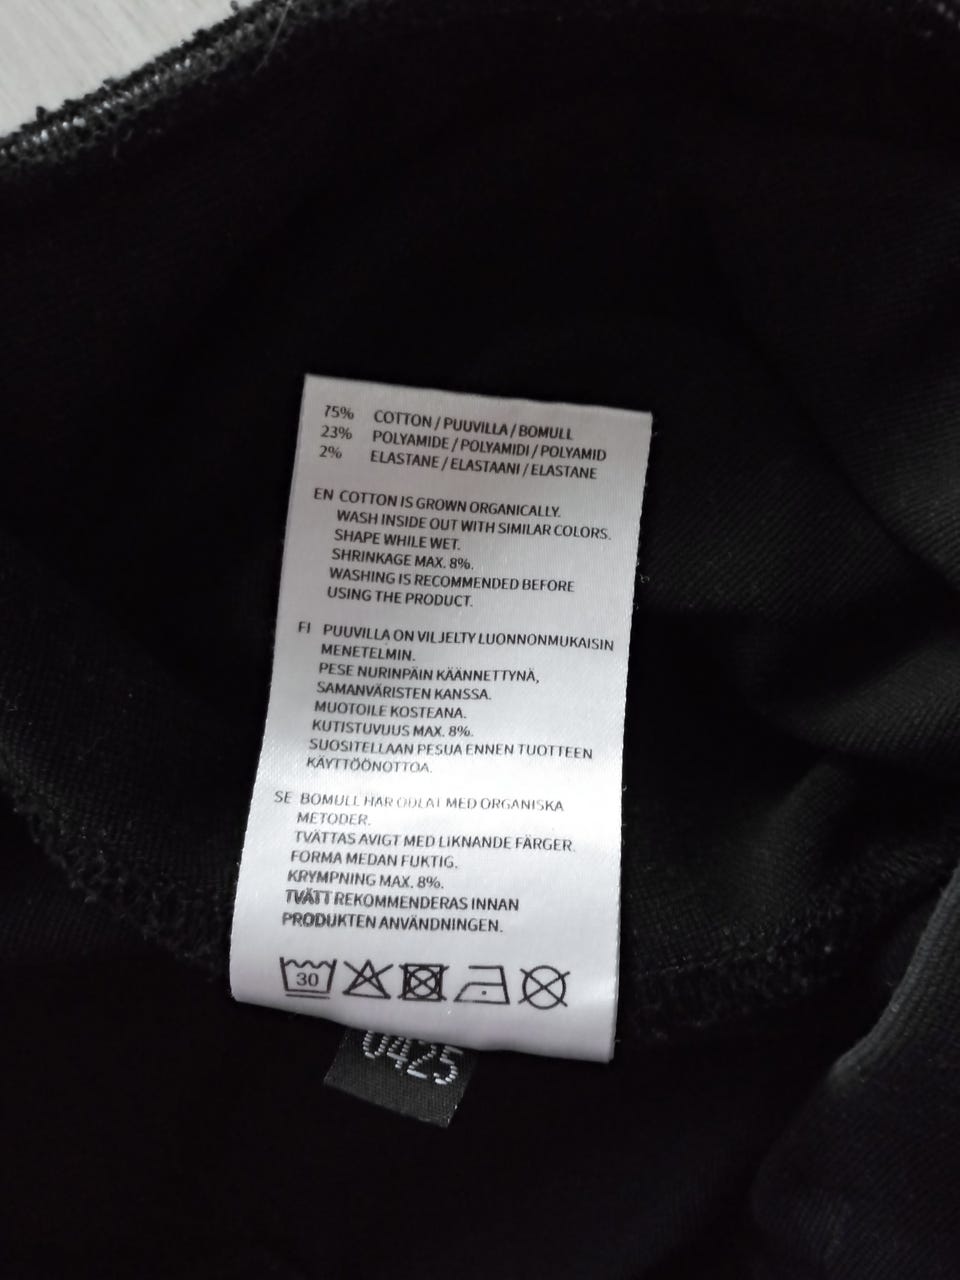 75% COTTON / PUUVILLA / BOMULL
23% POLYAMIDE / POLYAMIDI / POLYAMID
2% ELASTANE / ELASTAANI / ELASTANE
EN COTTON IS GROWN ORGANICALLY.
WASH INSIDE OUT WITH SIMILAR COLORS.
SHAPE WHILE WET.
SHRINKAGE MAX. 8%.
WASHING IS RECOMMENDED BEFORE
USING THE PRODUCT.
FI PUUVILLA ON VILJELTY LUONNONMUKAISIN
MENETELMIN.
PESE NURINPÄIN KÄÄNNETTYNÄ,
SAMANVÄRISTEN KANSSA.
MUOTOILE KOSTEANA.
KUTISTUVUUS MAX. 8%.
SUOSITELLAAN PESUA ENNEN TUOTTEEN
KÄYTTÖÖNOTTOA.
SE BOMULL HAR ODLAT MED ORGANISKA
METODER.
TVÄTTAS AVIGT MED LIKNANDE FÄRGER.
FORMA MEDAN FUKTIG.
KRYMPNING MAX. 8%.
TVÄTT REKOMMENDERAS INNAN
PRODUKTEN ANVÄNDNINGEN.
30
0425